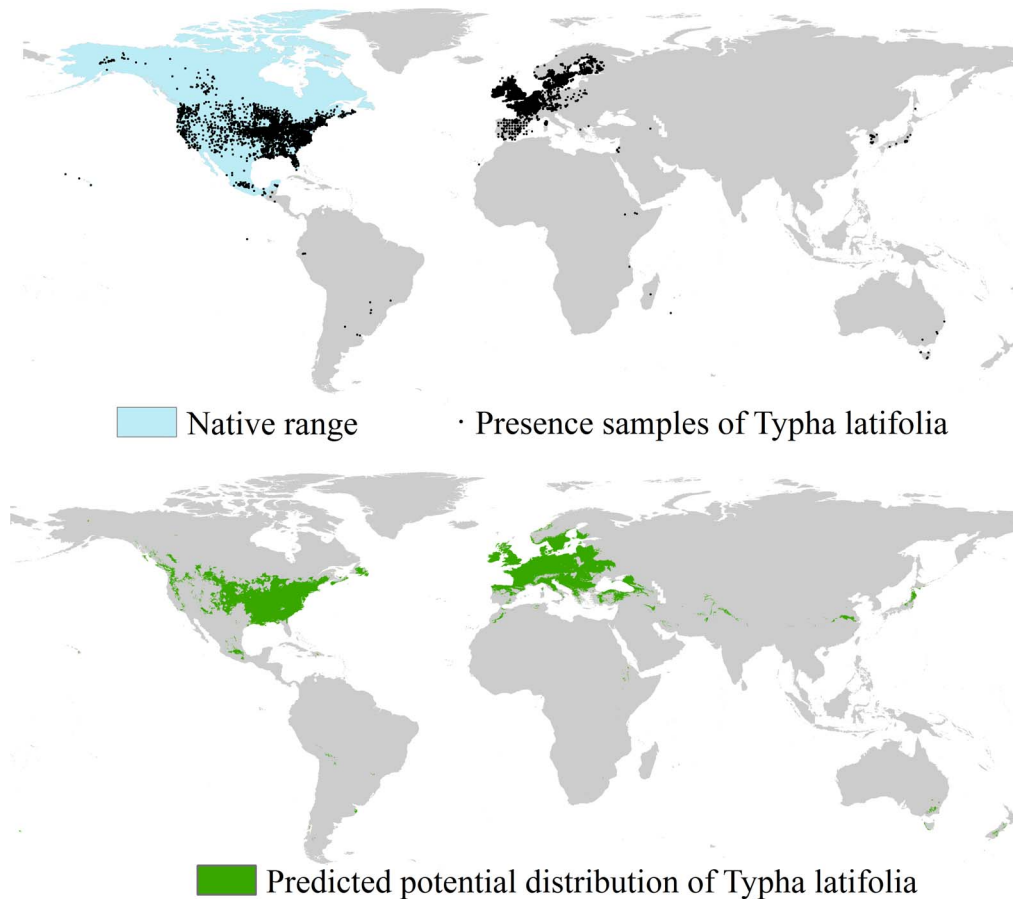 Native range
Presence samples of Typha latifolia
Predicted potential distribution of Typha latifolia